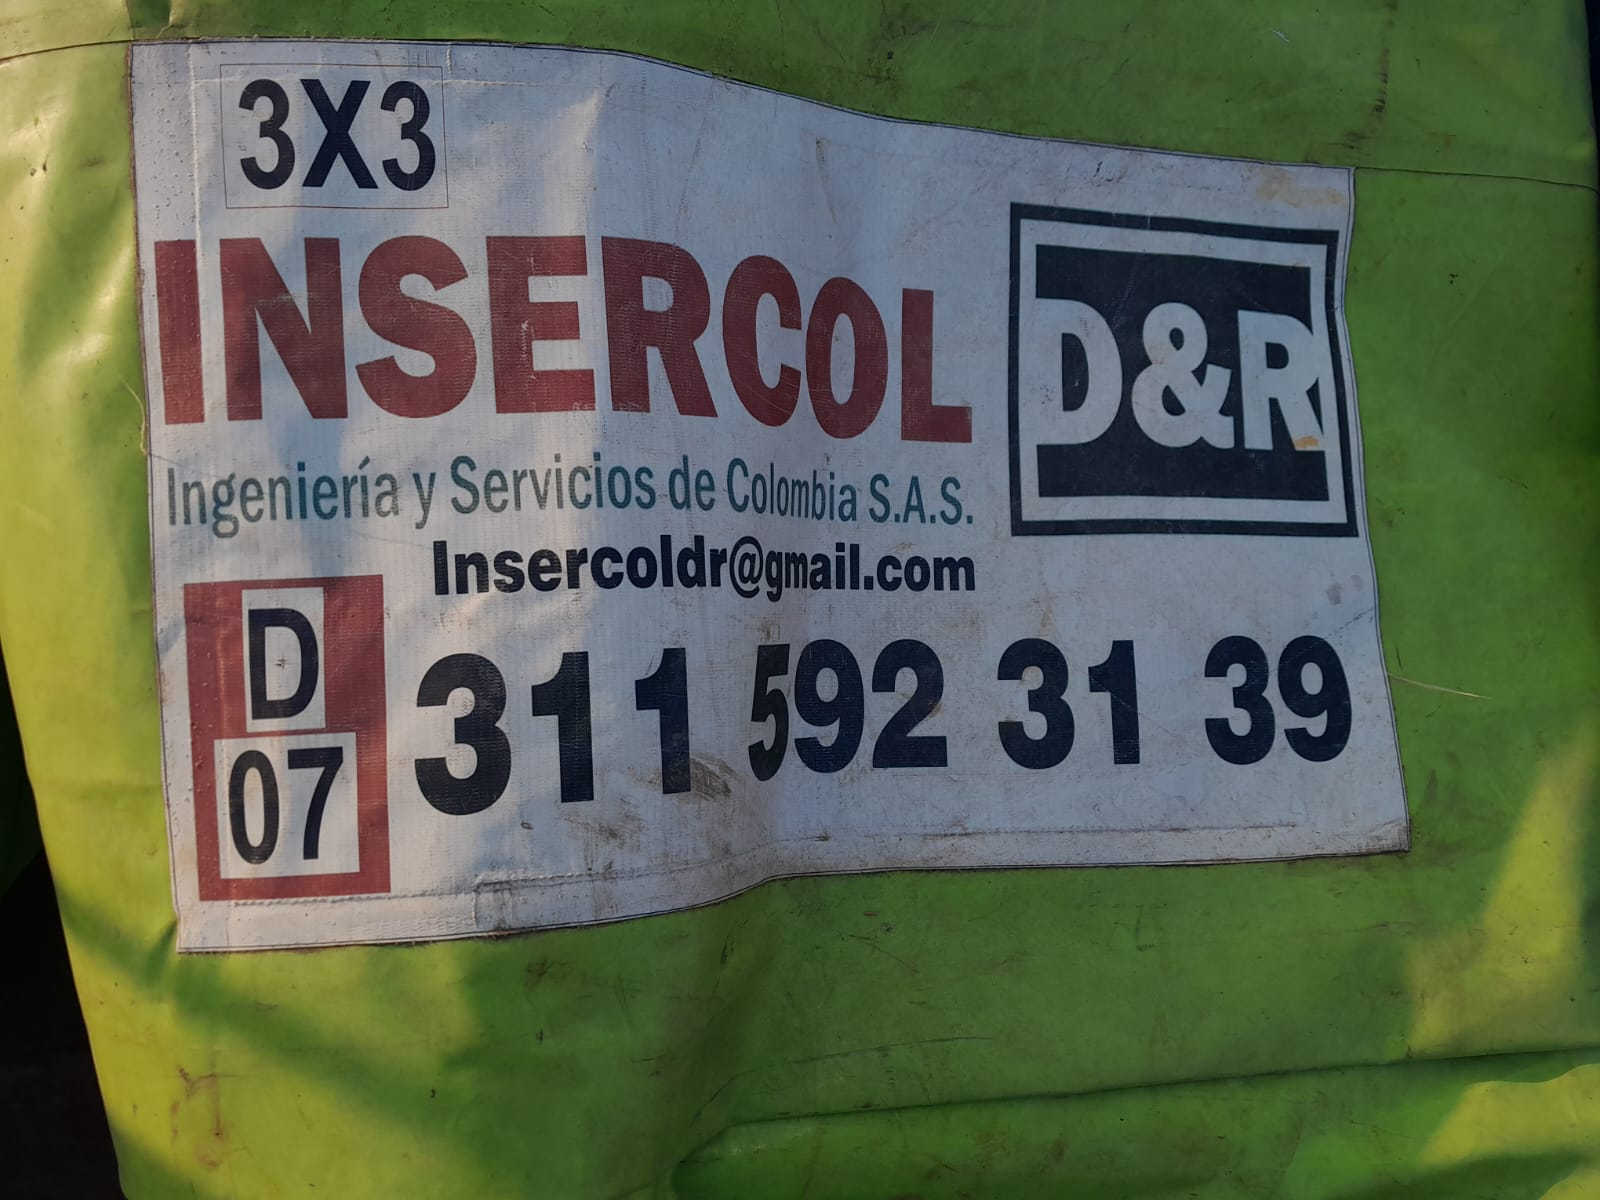 3X3
INSERCOL
D&R
Ingeniería y Servicios de Colombia S.A.S.
Insercoldr@gmail.com
D
07
311 592 31 39